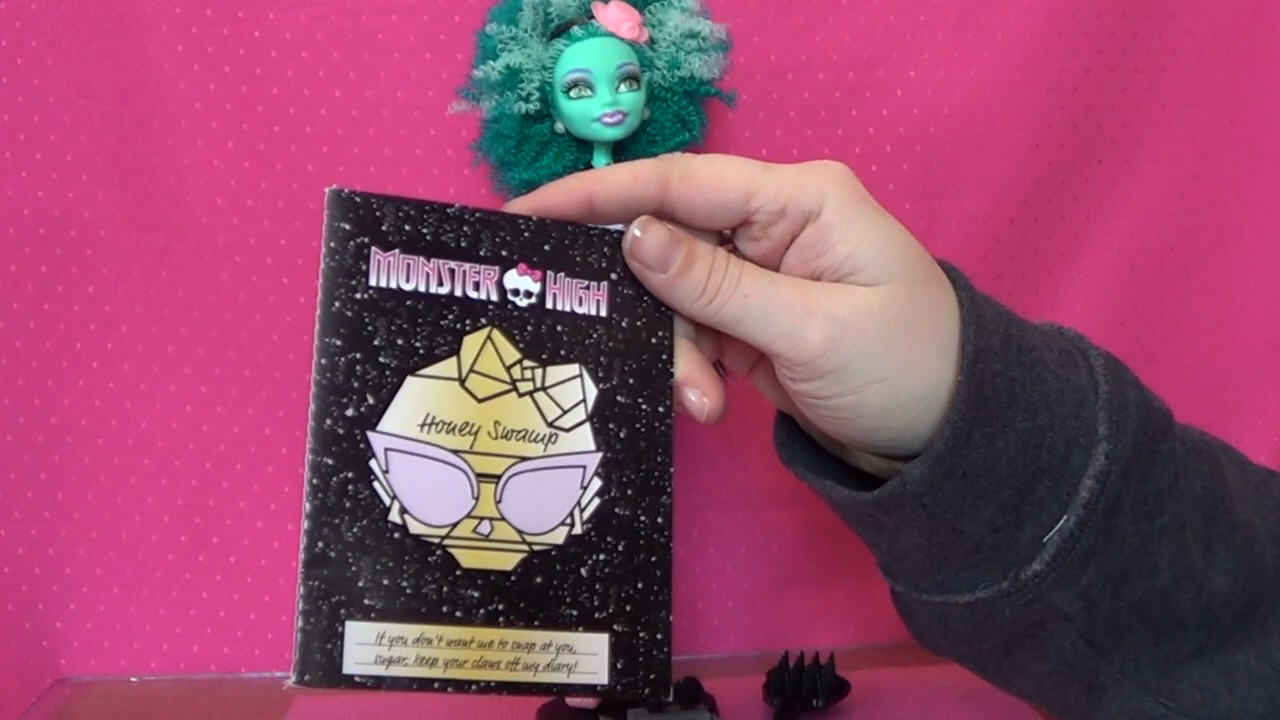 MONSTER HIGH
Honey Swamp
If you don't want me to snap at you,
sugar, keep your claws off my diary!